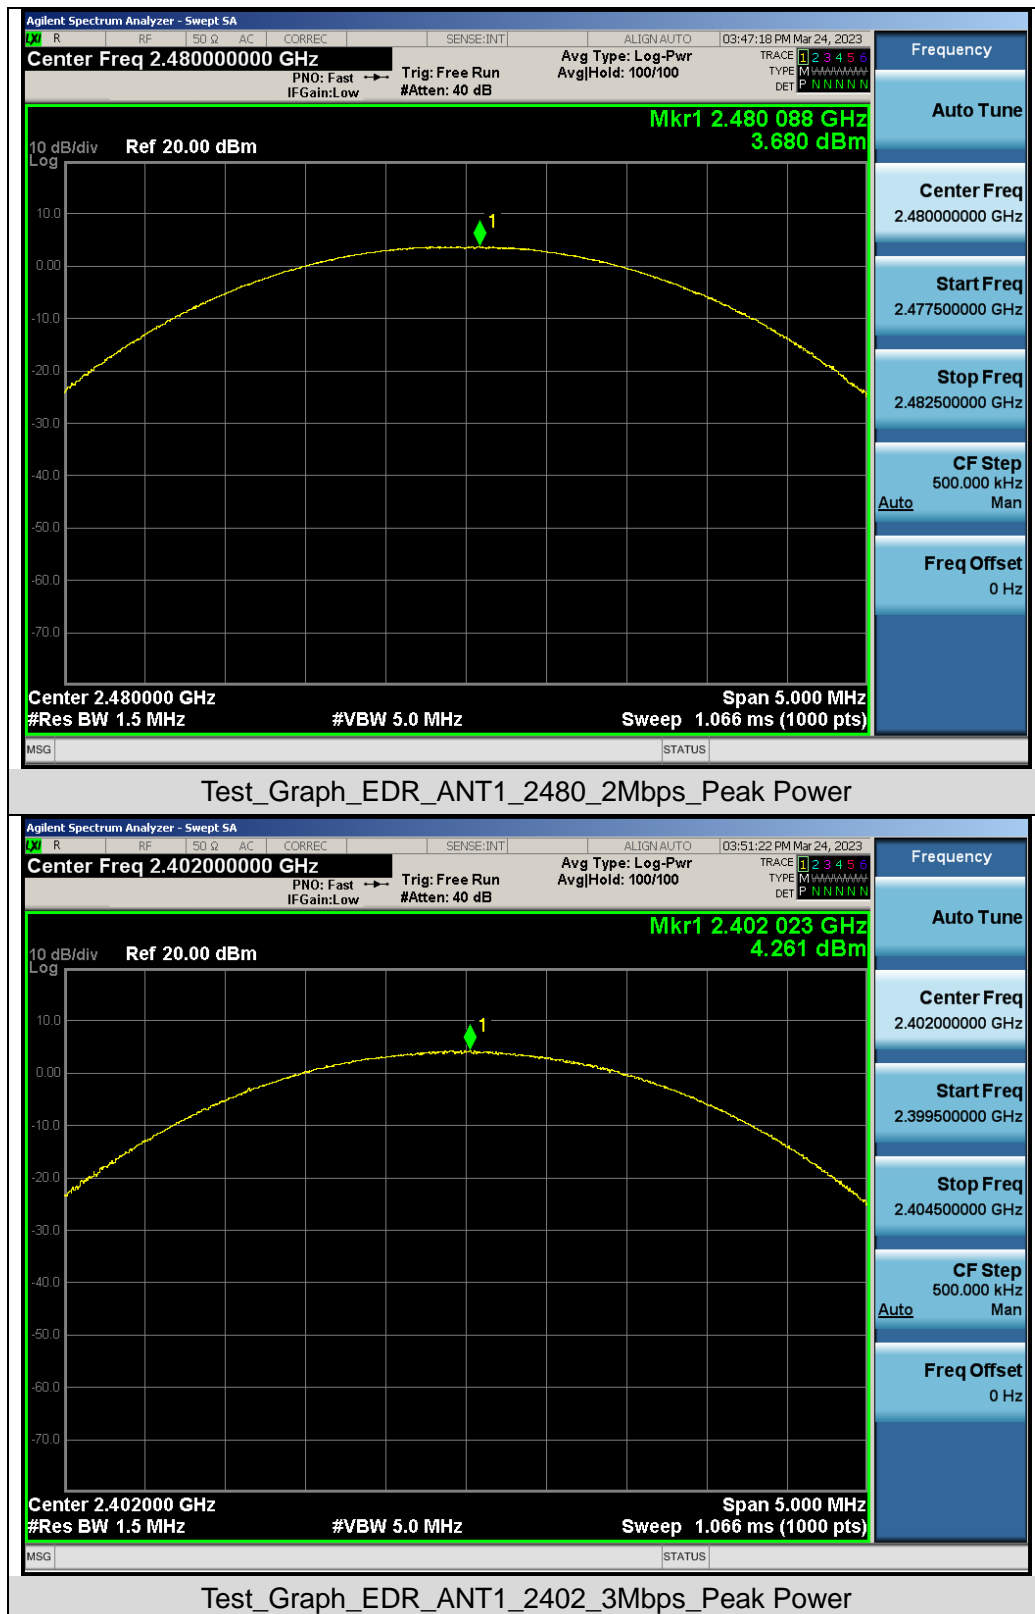 Agilent Spectrum Analyzer - Swept SA
LXI R RF 50 Ω AC CORREC SENSE:INT ALIGN AUTO 03:47:18 PM Mar 24, 2023
Center Freq 2.480000000 GHz
PNO: Fast
IFGain:Low
Trig: Free Run
#Atten: 40 dB
Avg Type: Log-Pwr
Avg|Hold: 100/100
TRACE 1 2 3 4 5 6
TYPE M WWWWW
DET P N N N N N
Mkr1 2.480 088 GHz
3.680 dBm
10 dB/div Ref 20.00 dBm
Log
10.0
0.00
-10.0
-20.0
-30.0
-40.0
-50.0
-60.0
-70.0
1
Center 2.480000 GHz Span 5.000 MHz
#Res BW 1.5 MHz #VBW 5.0 MHz Sweep 1.066 ms (1000 pts)
MSG STATUS
Frequency
Auto Tune
Center Freq
2.480000000 GHz
Start Freq
2.477500000 GHz
Stop Freq
2.482500000 GHz
CF Step
500.000 kHz
Auto Man
Freq Offset
0 Hz
Test_Graph_EDR_ANT1_2480_2Mbps_Peak Power
Agilent Spectrum Analyzer - Swept SA
LXI R RF 50 Ω AC CORREC SENSE:INT ALIGN AUTO 03:51:22 PM Mar 24, 2023
Center Freq 2.402000000 GHz
PNO: Fast
IFGain:Low
Trig: Free Run
#Atten: 40 dB
Avg Type: Log-Pwr
Avg|Hold: 100/100
TRACE 1 2 3 4 5 6
TYPE M WWWWW
DET P N N N N N
Mkr1 2.402 023 GHz
4.261 dBm
10 dB/div Ref 20.00 dBm
Log
10.0
0.00
-10.0
-20.0
-30.0
-40.0
-50.0
-60.0
-70.0
1
Center 2.402000 GHz Span 5.000 MHz
#Res BW 1.5 MHz #VBW 5.0 MHz Sweep 1.066 ms (1000 pts)
MSG STATUS
Frequency
Auto Tune
Center Freq
2.402000000 GHz
Start Freq
2.399500000 GHz
Stop Freq
2.404500000 GHz
CF Step
500.000 kHz
Auto Man
Freq Offset
0 Hz
Test_Graph_EDR_ANT1_2402_3Mbps_Peak Power